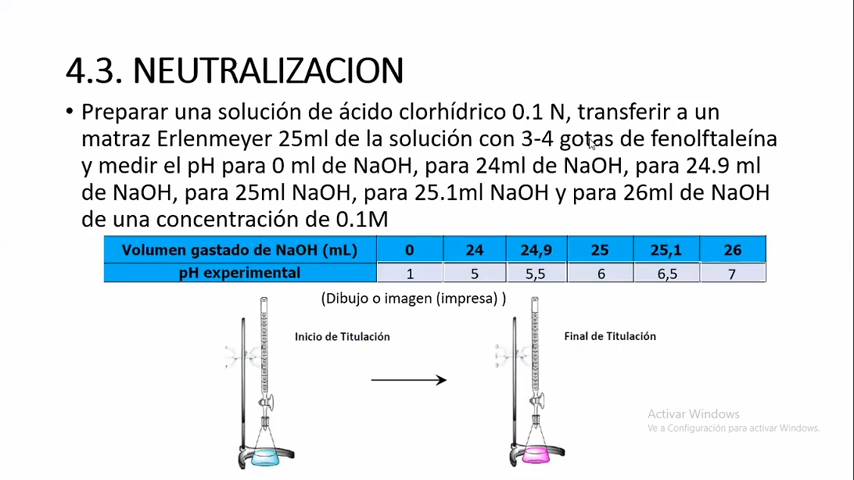 4.3. NEUTRALIZACION
• Preparar una solución de ácido clorhídrico 0.1 N, transferir a un
matraz Erlenmeyer 25ml de la solución con 3-4 gotas de fenolftaleína
y medir el pH para 0 ml de NaOH, para 24ml de NaOH, para 24.9 ml
de NaOH, para 25ml NaOH, para 25.1ml NaOH y para 26ml de NaOH
de una concentración de 0.1M
Volumen gastado de NaOH (mL) 0 24 24,9 25 25,1 26
pH experimental 1 5 5,5 6 6,5 7
(Dibujo o imagen (impresa) )
Inicio de Titulación Final de Titulación
Activar Windows
Ve a Configuración para activar Windows.